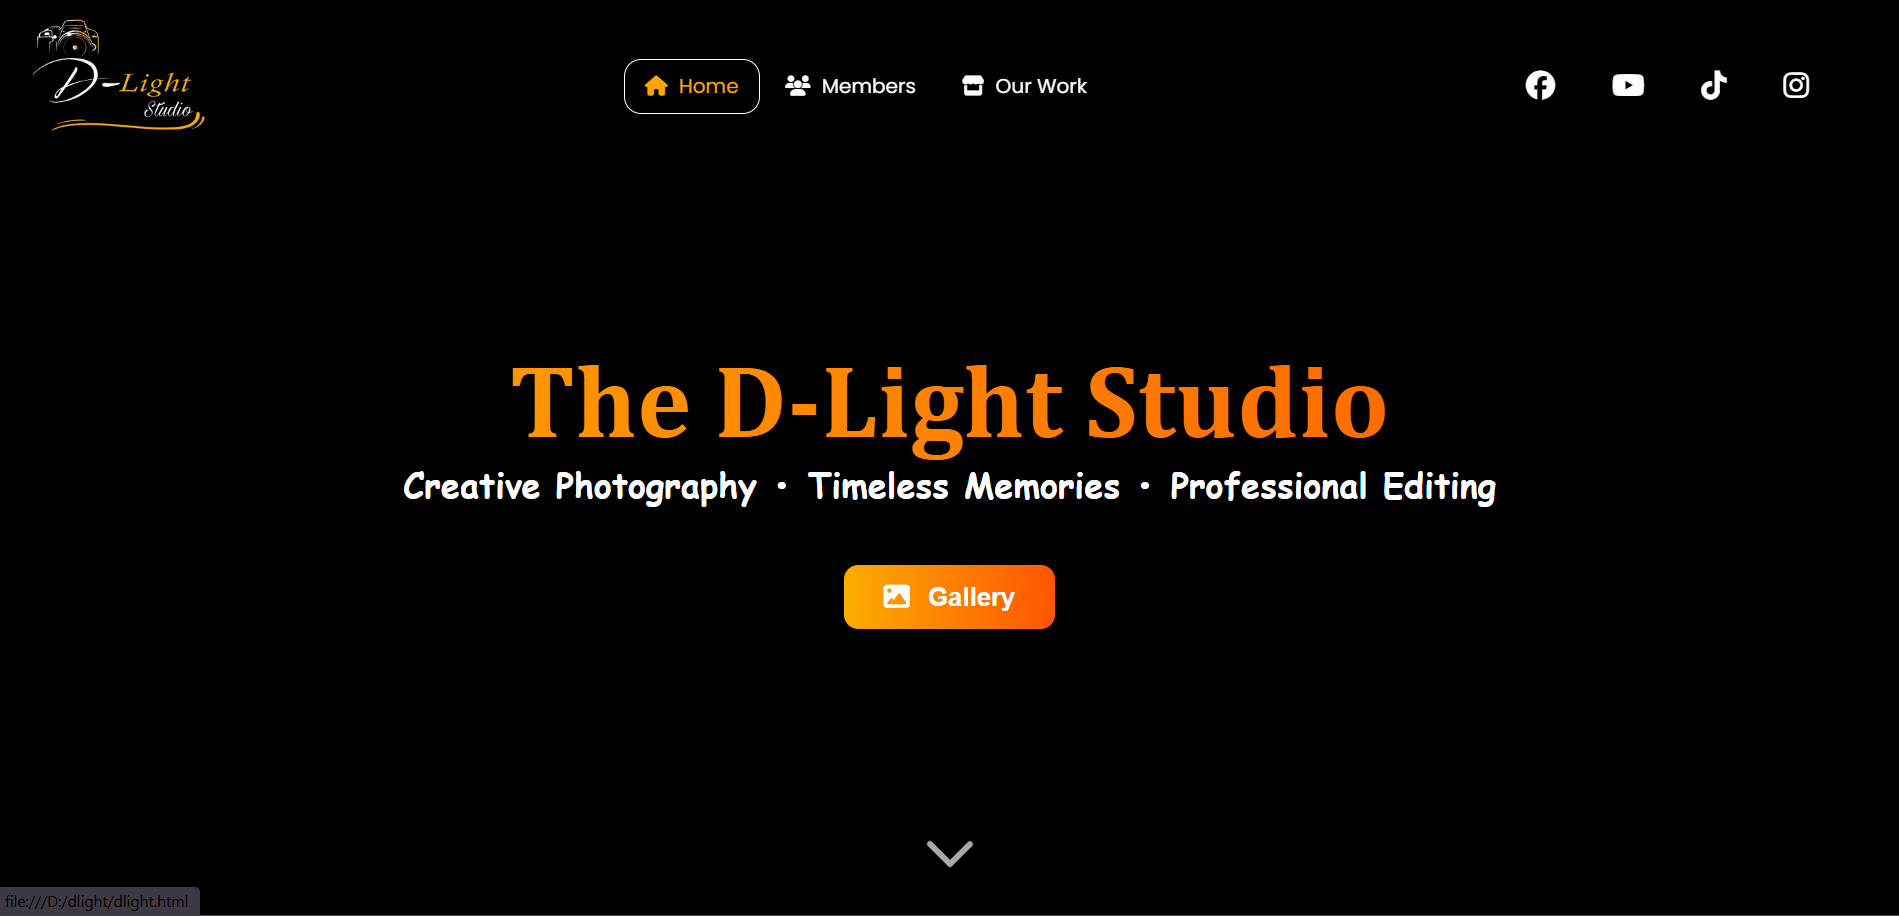 D-Light
Studio
Home
Members
Our Work
The D-Light Studio
Creative Photography • Timeless Memories • Professional Editing
Gallery
file:///D:/dlight/dlight.html